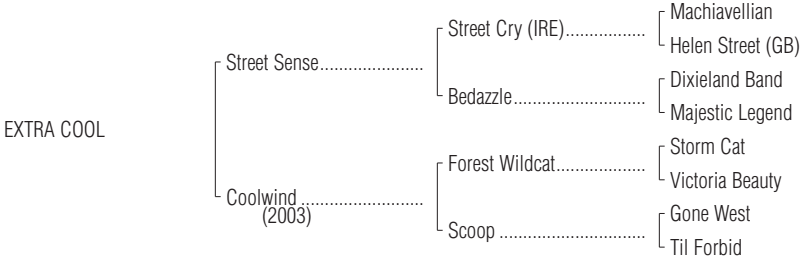 Machiavellian
Street Cry (IRE)..................
Helen Street (GB)
Street Sense.......................
Dixieland Band
Bedazzle..............................
Majestic Legend
EXTRA COOL
Storm Cat
Forest Wildcat....................
Victoria Beauty
Coolwind ...........................
(2003)
Gone West
Scoop .................................
Til Forbid